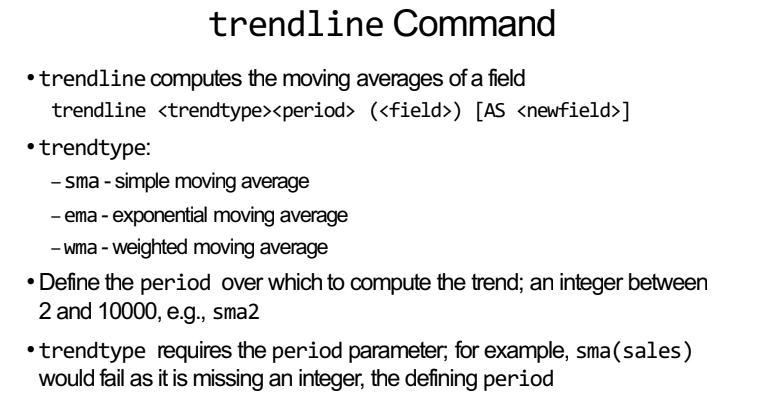 trendline Command
• trendline computes the moving averages of a field
trendline <trendtype><period> (<field>) [AS <newfield>]
• trendtype:
– sma - simple moving average
– ema - exponential moving average
– wma - weighted moving average
• Define the period over which to compute the trend; an integer between
2 and 10000, e.g., sma2
• trendtype requires the period parameter; for example, sma(sales)
would fail as it is missing an integer, the defining period